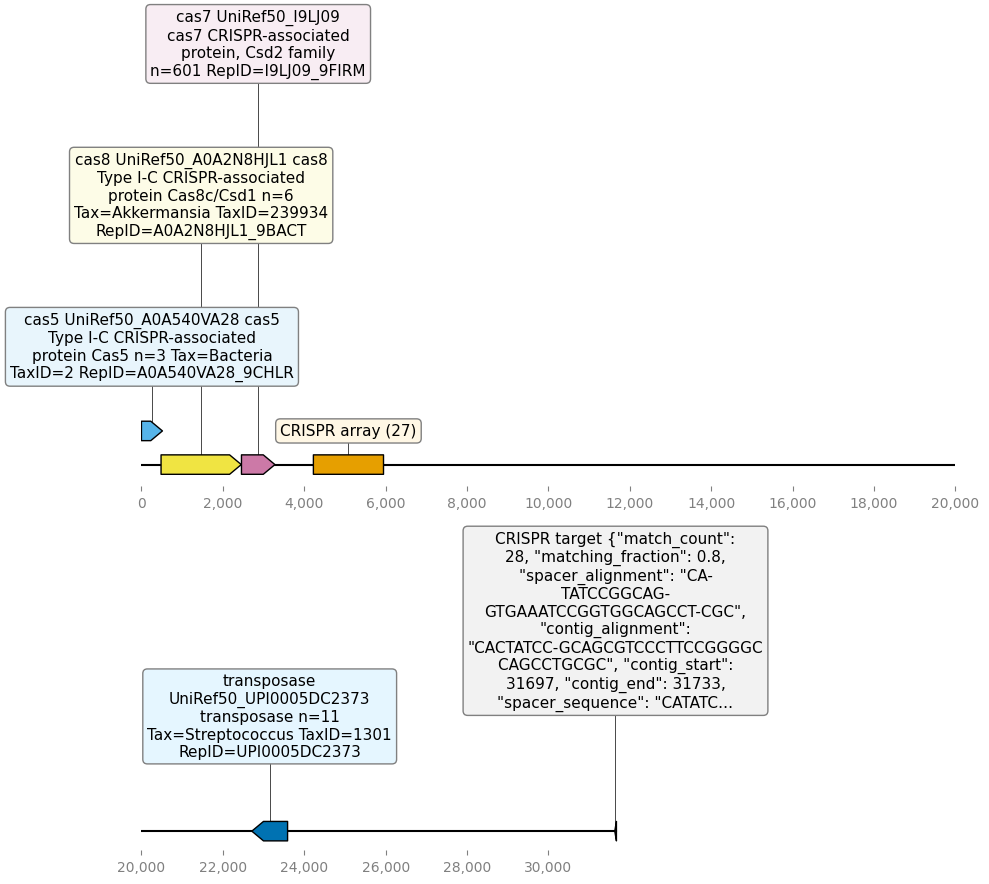 cas7 UniRef50_I9LJ09
cas7 CRISPR-associated
protein, Csd2 family
n=601 RepID=I9LJ09_9FIRM
cas8 UniRef50_A0A2N8HJL1 cas8
Type I-C CRISPR-associated
protein Cas8c/Csd1 n=6
Tax=Akkermansia TaxID=239934
RepID=A0A2N8HJL1_9BACT
cas5 UniRef50_A0A540VA28 cas5
Type I-C CRISPR-associated
protein Cas5 n=3 Tax=Bacteria
TaxID=2 RepID=A0A540VA28_9CHLR
CRISPR array (27)
0 2,000 4,000 6,000 8,000 10,000 12,000 14,000 16,000 18,000 20,000
CRISPR target {"match_count":
28, "matching_fraction": 0.8,
"spacer_alignment": "CA-
TATCCGGCAG-
GTGAAATCCGGTGGCAGCCT-CGC",
"contig_alignment":
"CACTATCC-GCAGCGTCCCTTCCGGGGC
CAGCCTGCGC", "contig_start":
31697, "contig_end": 31733,
"spacer_sequence": "CATATC...
transposase
UniRef50_UPI0005DC2373
transposase n=11
Tax=Streptococcus TaxID=1301
RepID=UPI0005DC2373
20,000 22,000 24,000 26,000 28,000 30,000